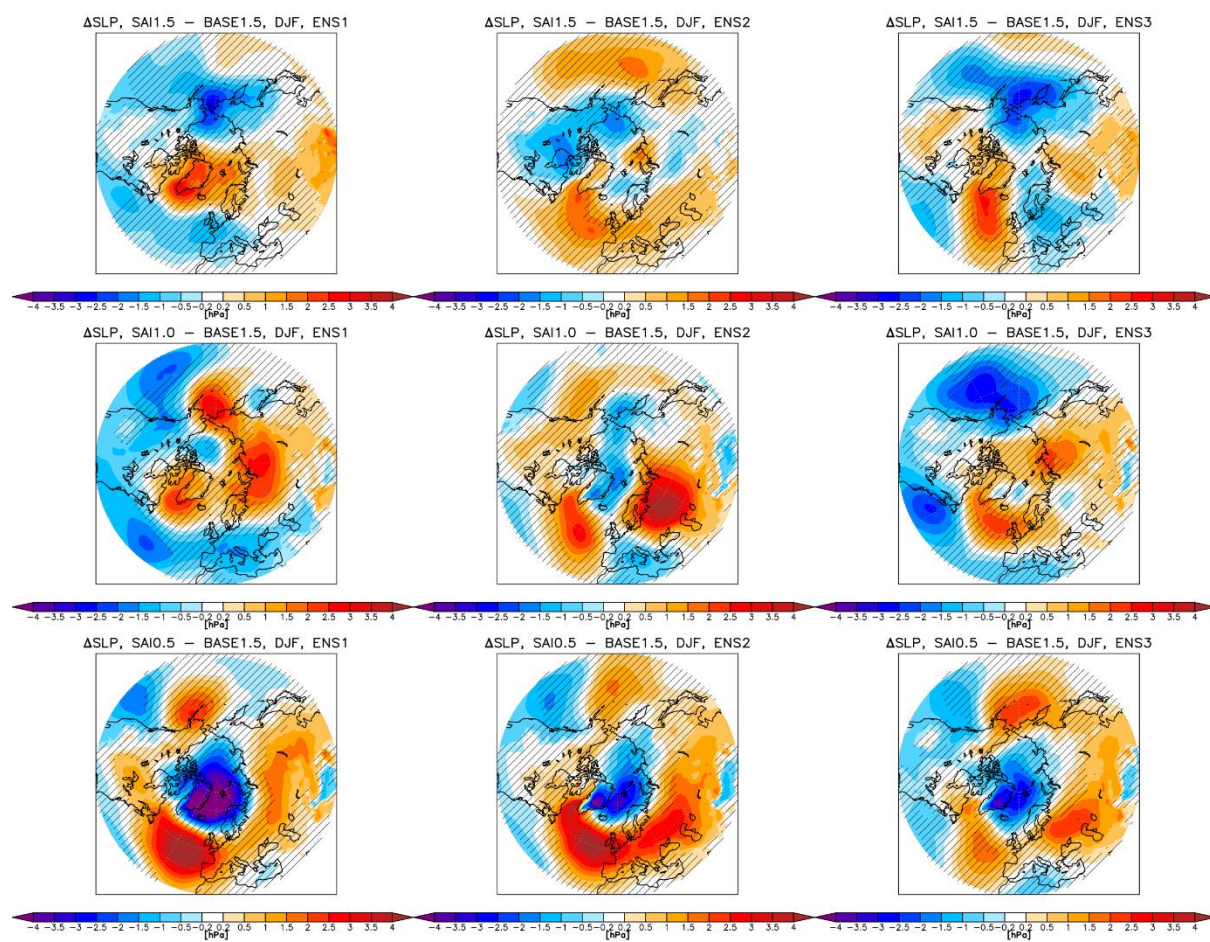 ΔSLP, SAI1.5 − BASE1.5, DJF, ENS1
ΔSLP, SAI1.5 − BASE1.5, DJF, ENS2
ΔSLP, SAI1.5 − BASE1.5, DJF, ENS3
−4 −3.5 −3 −2.5 −2 −1.5 −1 −0.5−0.2 0.2 0.5 1 1.5 2 2.5 3 3.5 4
[hPa]
−4 −3.5 −3 −2.5 −2 −1.5 −1 −0.5−0.2 0.2 0.5 1 1.5 2 2.5 3 3.5 4
[hPa]
−4 −3.5 −3 −2.5 −2 −1.5 −1 −0.5−0.2 0.2 0.5 1 1.5 2 2.5 3 3.5 4
[hPa]
ΔSLP, SAI1.0 − BASE1.5, DJF, ENS1
ΔSLP, SAI1.0 − BASE1.5, DJF, ENS2
ΔSLP, SAI1.0 − BASE1.5, DJF, ENS3
−4 −3.5 −3 −2.5 −2 −1.5 −1 −0.5−0.2 0.2 0.5 1 1.5 2 2.5 3 3.5 4
[hPa]
−4 −3.5 −3 −2.5 −2 −1.5 −1 −0.5−0.2 0.2 0.5 1 1.5 2 2.5 3 3.5 4
[hPa]
−4 −3.5 −3 −2.5 −2 −1.5 −1 −0.5−0.2 0.2 0.5 1 1.5 2 2.5 3 3.5 4
[hPa]
ΔSLP, SAI0.5 − BASE1.5, DJF, ENS1
ΔSLP, SAI0.5 − BASE1.5, DJF, ENS2
ΔSLP, SAI0.5 − BASE1.5, DJF, ENS3
−4 −3.5 −3 −2.5 −2 −1.5 −1 −0.5−0.2 0.2 0.5 1 1.5 2 2.5 3 3.5 4
[hPa]
−4 −3.5 −3 −2.5 −2 −1.5 −1 −0.5−0.2 0.2 0.5 1 1.5 2 2.5 3 3.5 4
[hPa]
−4 −3.5 −3 −2.5 −2 −1.5 −1 −0.5−0.2 0.2 0.5 1 1.5 2 2.5 3 3.5 4
[hPa]